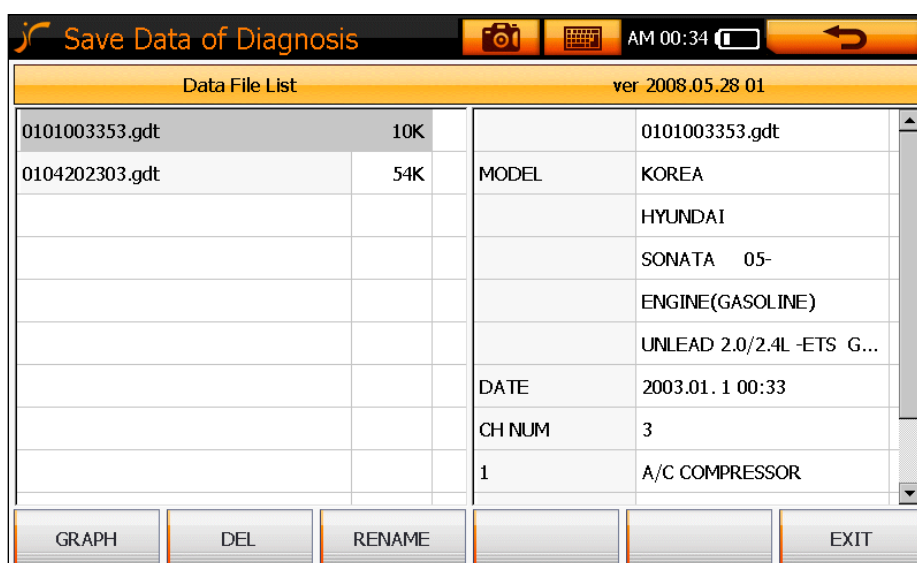 Save Data of Diagnosis AM 00:34
Data File List ver 2008.05.28 01
0101003353.gdt 10K
0104202303.gdt 54K
0101003353.gdt
MODEL KOREA
HYUNDAI
SONATA 05-
ENGINE(GASOLINE)
UNLEAD 2.0/2.4L -ETS G...
DATE 2003.01. 1 00:33
CH NUM 3
1 A/C COMPRESSOR
GRAPH DEL RENAME EXIT